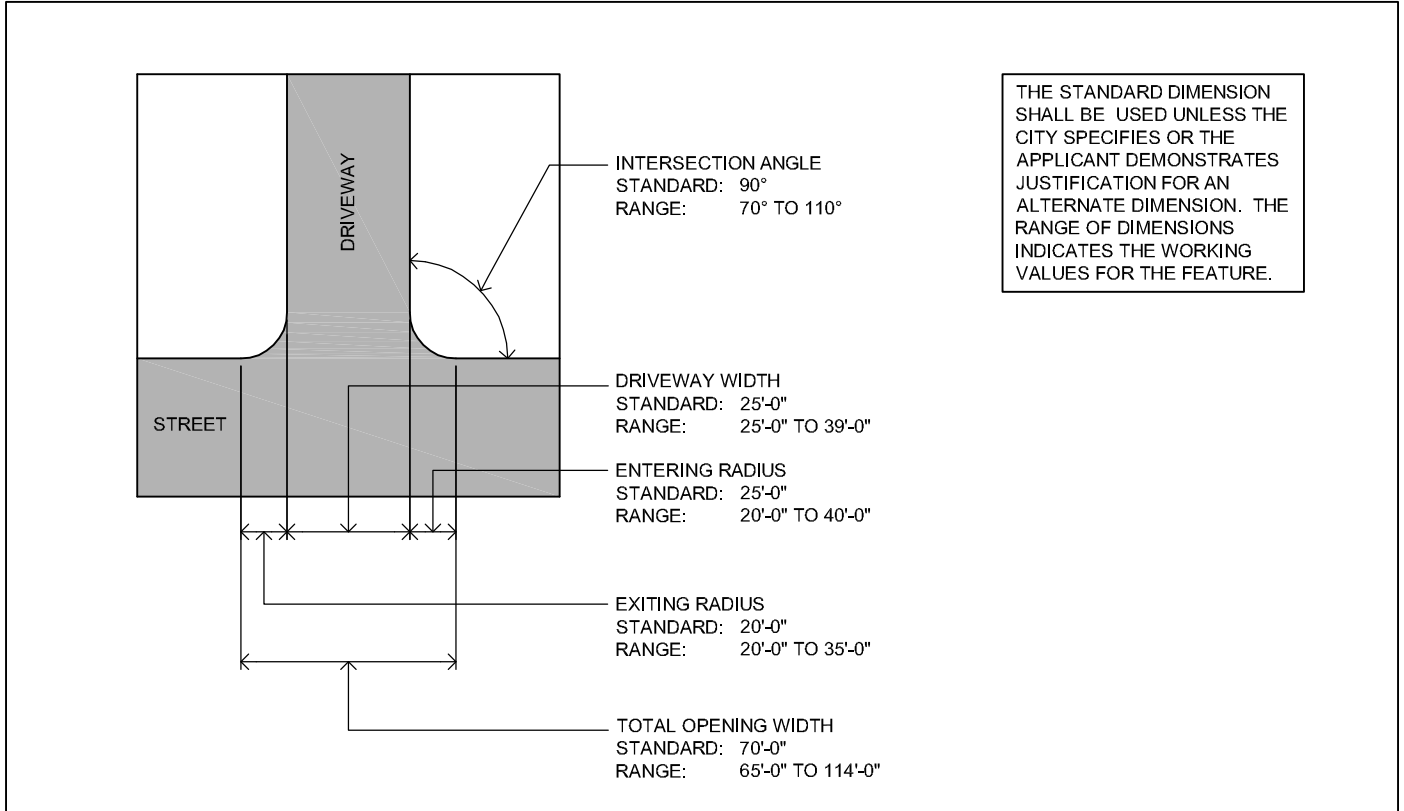 DRIVEWAY
STREET
INTERSECTION ANGLE
STANDARD: 90°
RANGE: 70° TO 110°
DRIVEWAY WIDTH
STANDARD: 25'-0"
RANGE: 25'-0" TO 39'-0"
ENTERING RADIUS
STANDARD: 25'-0"
RANGE: 20'-0" TO 40'-0"
EXITING RADIUS
STANDARD: 20'-0"
RANGE: 20'-0" TO 35'-0"
TOTAL OPENING WIDTH
STANDARD: 70'-0"
RANGE: 65'-0" TO 114'-0"
THE STANDARD DIMENSION
SHALL BE USED UNLESS THE
CITY SPECIFIES OR THE
APPLICANT DEMONSTRATES
JUSTIFICATION FOR AN
ALTERNATE DIMENSION. THE
RANGE OF DIMENSIONS
INDICATES THE WORKING
VALUES FOR THE FEATURE.